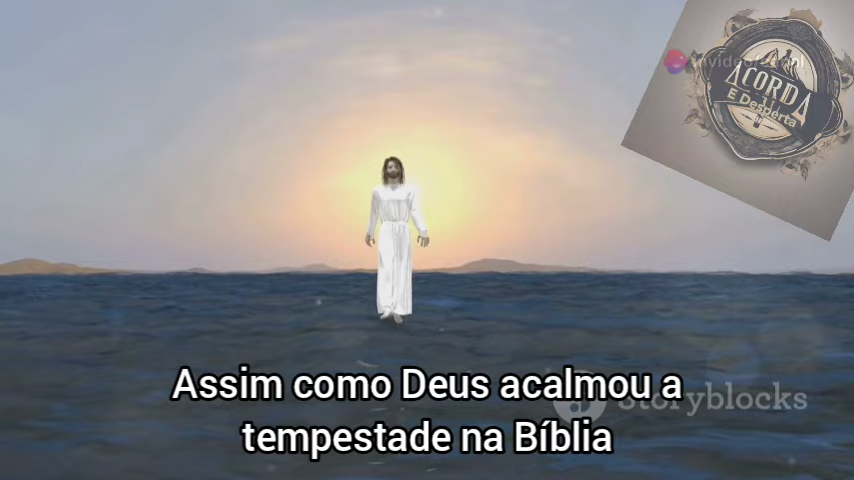 ACORDA
E Desperta
Assim como Deus acalmou a
Storyblocks
tempestade na Bíblia